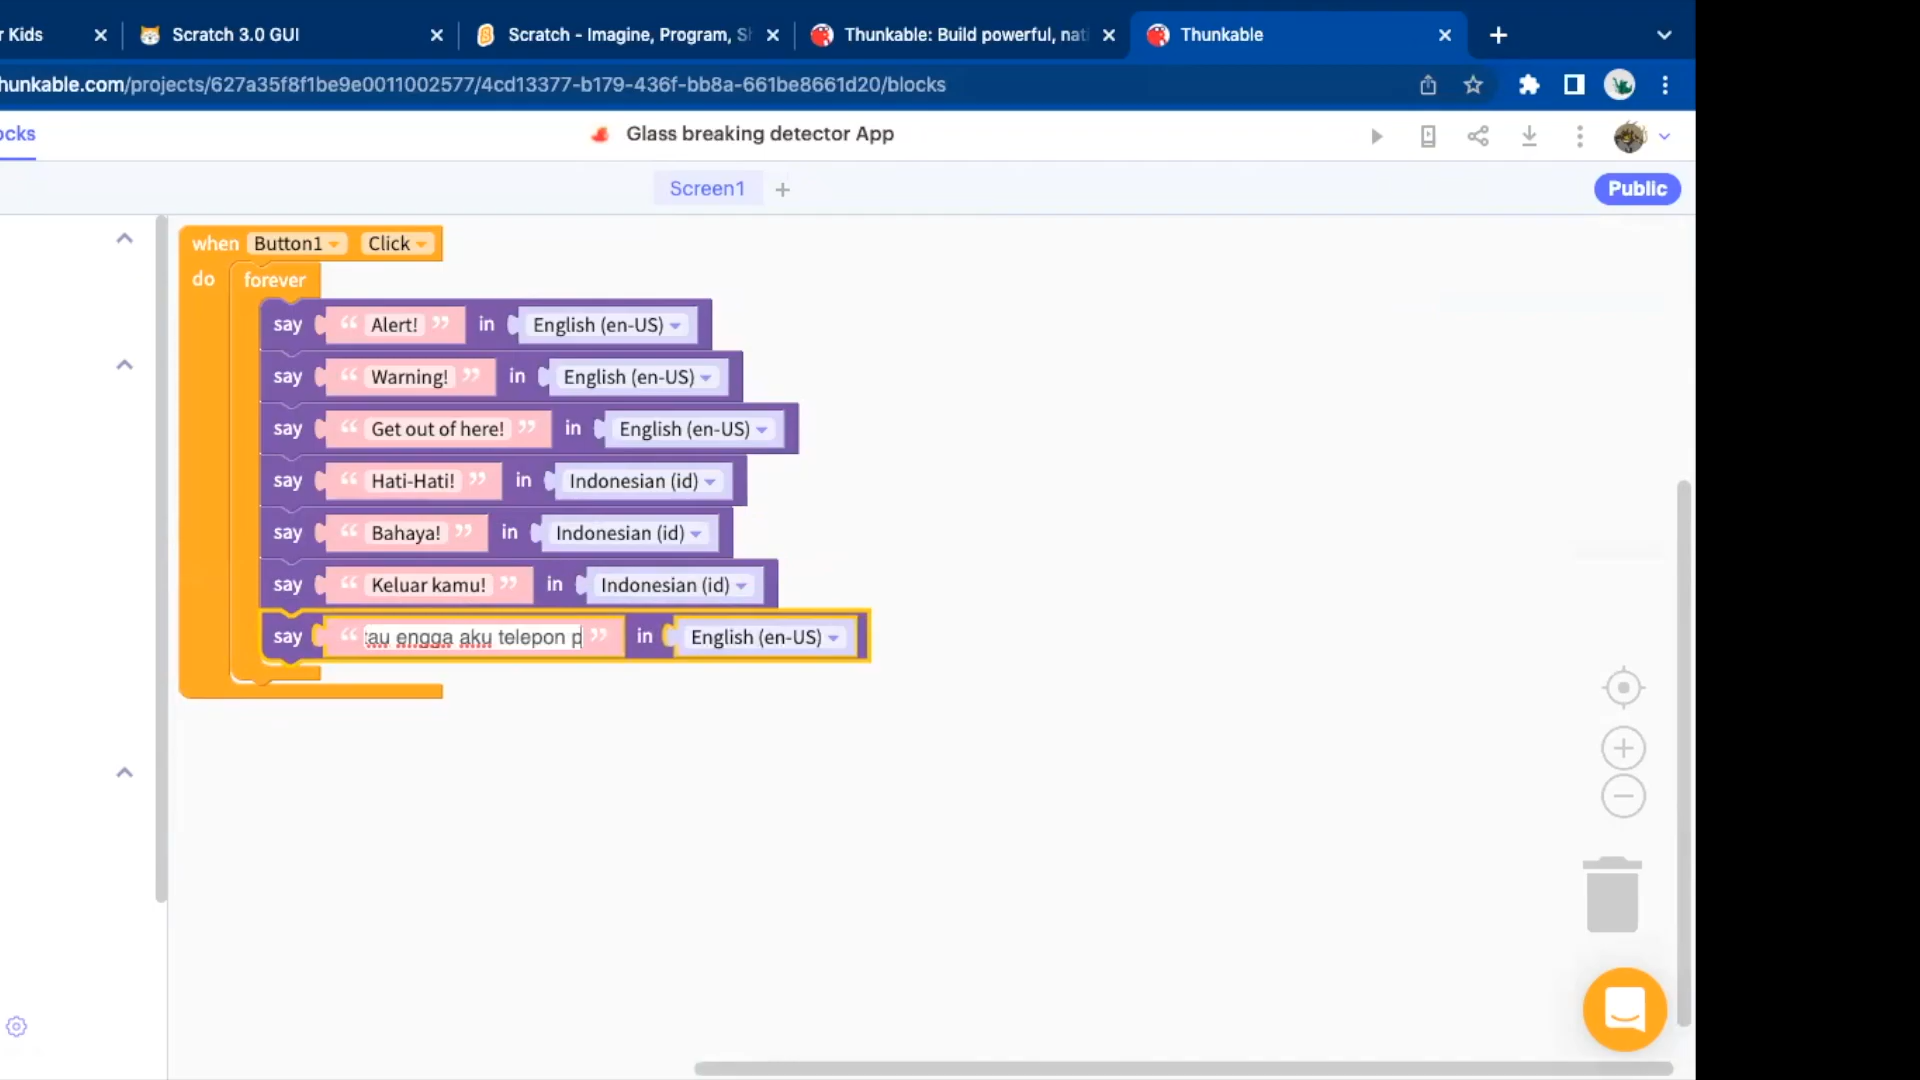 r Kids
Scratch 3.0 GUI
Scratch - Imagine, Program, Sh
Thunkable: Build powerful, nati
Thunkable
hunkable.com/projects/627a35f8f1be9e0011002577/4cd13377-b179-436f-bb8a-661be8661d20/blocks
ocks
Glass breaking detector App
Screen1 +
Public
when Button1 Click
do forever
say “ Alert! ” in English (en-US)
say “ Warning! ” in English (en-US)
say “ Get out of here! ” in English (en-US)
say “ Hati-Hati! ” in Indonesian (id)
say “ Bahaya! ” in Indonesian (id)
say “ Keluar kamu! ” in Indonesian (id)
say “ tau engga aku telepon p ” in English (en-US)